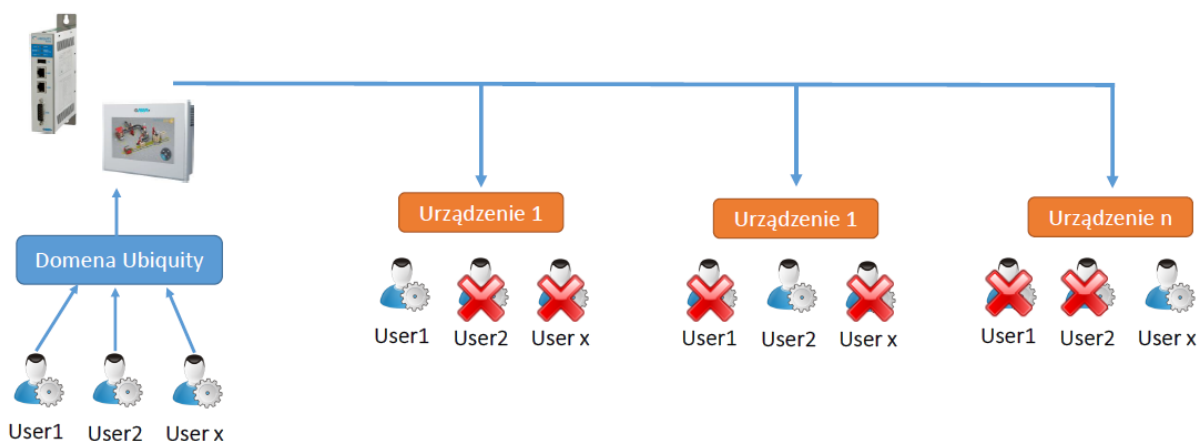 Urządzenie 1
Urządzenie 1
Urządzenie n
Domena Ubiquity
User1
User2
User x
User1
User2
User x
User1
User2
User x
User1
User2
User x